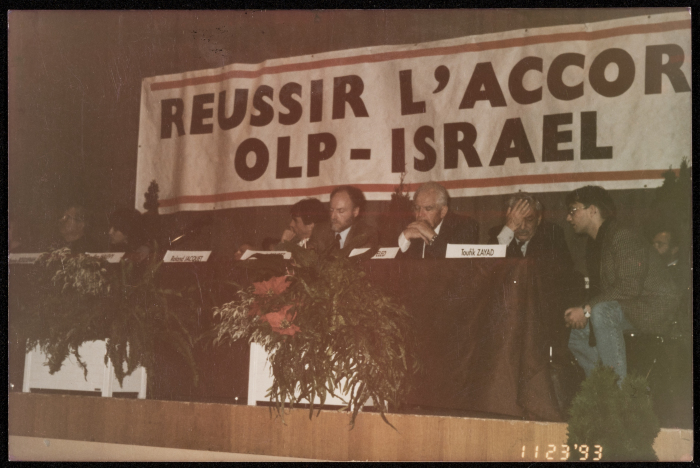 REUSSIR L'ACCOR
OLP-ISRAEL
Roland JACQUET
Toufik ZAYAD
11 23'93